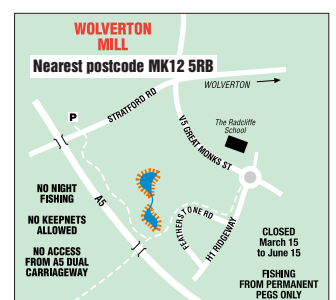 WOLVERTON
MILL
Nearest postcode MK12 5RB
WOLVERTON
STRATFORD RD
P
V5 GREAT MONKS ST
The Radcliffe
School
A5
FEATHERSTONE RD
H1 RIDGEWAY
NO NIGHT
FISHING
NO KEEPNETS
ALLOWED
NO ACCESS
FROM A5 DUAL
CARRIAGEWAY
CLOSED
March 15
to June 15
FISHING
FROM PERMANENT
PEGS ONLY